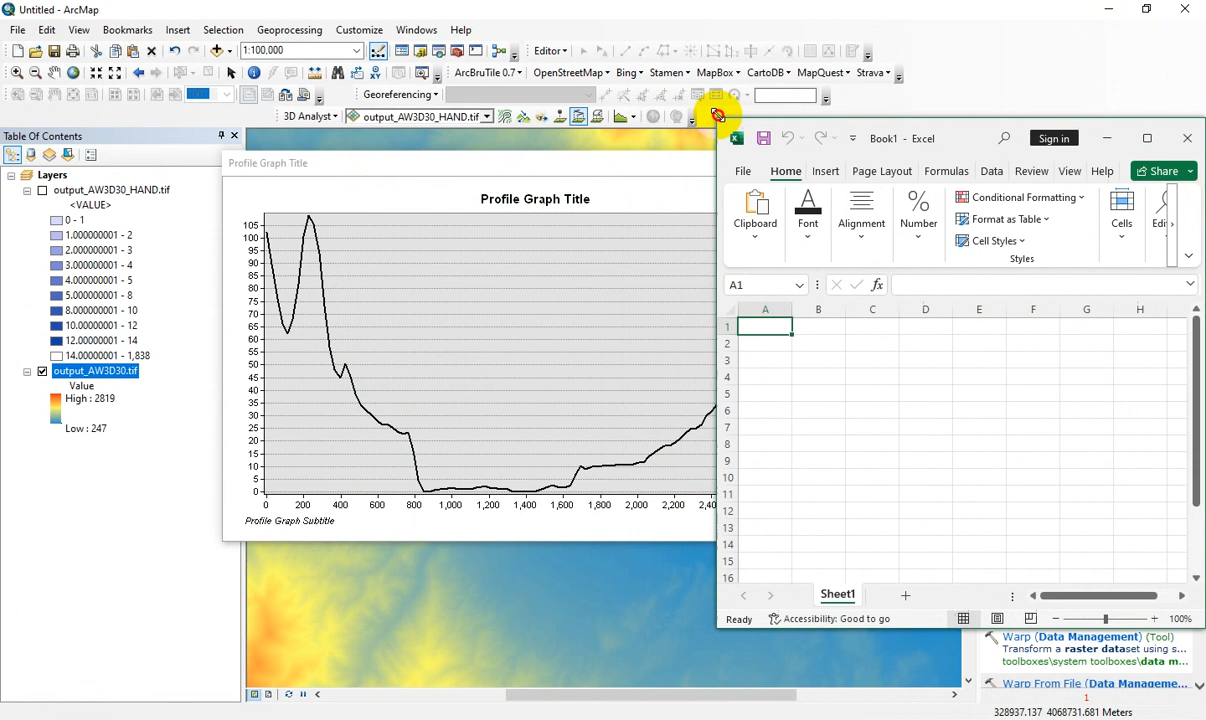 Untitled - ArcMap
File Edit View Bookmarks Insert Selection Geoprocessing Customize Windows Help
1:100,000 Editor
ArcBruTile 0.7 OpenStreetMap Bing Stamen MapBox CartoDB MapQuest Strava
Georeferencing
3D Analyst output_AW3D30_HAND.tif
Table Of Contents
Layers
output_AW3D30_HAND.tif
<VALUE>
0 - 1
1.000000001 - 2
2.000000001 - 3
3.000000001 - 4
4.000000001 - 5
5.000000001 - 8
8.000000001 - 10
10.00000001 - 12
12.00000001 - 14
14.00000001 - 1,838
output_AW3D30.tif
Value
High : 2819
Low : 247
Profile Graph Title
Profile Graph Title
105
100
95
90
85
80
75
70
65
60
55
50
45
40
35
30
25
20
15
10
5
0
0 200 400 600 800 1,000 1,200 1,400 1,600 1,800 2,000 2,200 2,40
Profile Graph Subtitle
Book1 - Excel Sign in
File Home Insert Page Layout Formulas Data Review View Help Share
Clipboard Font Alignment Number Conditional Formatting Format as Table Cell Styles Styles Cells Edit
A1 fx
A B C D E F G H
1
2
3
4
5
6
7
8
9
10
11
12
13
14
15
16
Sheet1
Ready Accessibility: Good to go 100%
Warp (Data Management) (Tool)
Transform a raster dataset using s...
toolboxes\system toolboxes\data m...
Warp From File (Data Manageme...
1
328937.137 4068731.681 Meters